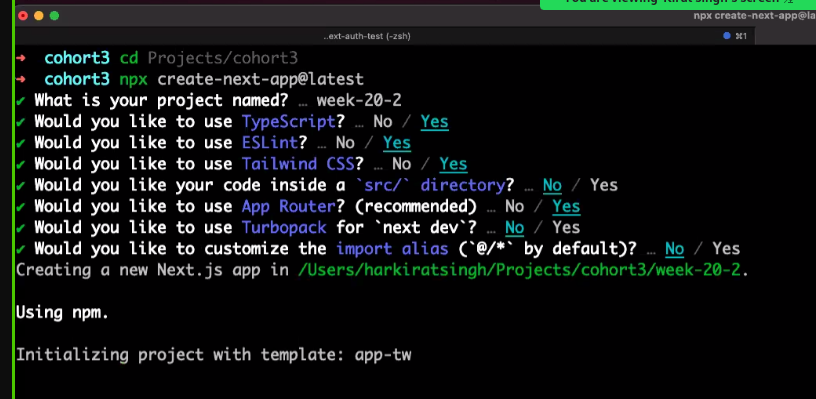 You are viewing Kirat singh's screen
npx create-next-app@la
..ext-auth-test (-zsh)
⌘1
➜ cohort3 cd Projects/cohort3
➜ cohort3 npx create-next-app@latest
✔ What is your project named? … week-20-2
✔ Would you like to use TypeScript? … No / Yes
✔ Would you like to use ESLint? … No / Yes
✔ Would you like to use Tailwind CSS? … No / Yes
✔ Would you like your code inside a `src/` directory? … No / Yes
✔ Would you like to use App Router? (recommended) … No / Yes
✔ Would you like to use Turbopack for `next dev`? … No / Yes
✔ Would you like to customize the import alias (`@/*` by default)? … No / Yes
Creating a new Next.js app in /Users/harkiratsingh/Projects/cohort3/week-20-2.
Using npm.
Initializing project with template: app-tw